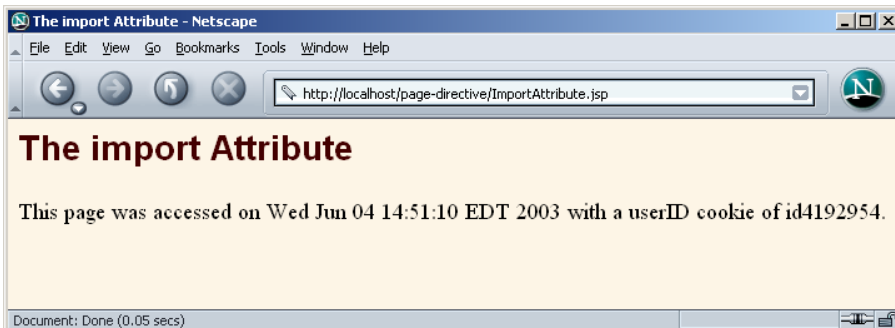 The import Attribute - Netscape
File Edit View Go Bookmarks Tools Window Help
http://localhost/page-directive/ImportAttribute.jsp
N
The import Attribute
This page was accessed on Wed Jun 04 14:51:10 EDT 2003 with a userID cookie of id4192954.
Document: Done (0.05 secs)